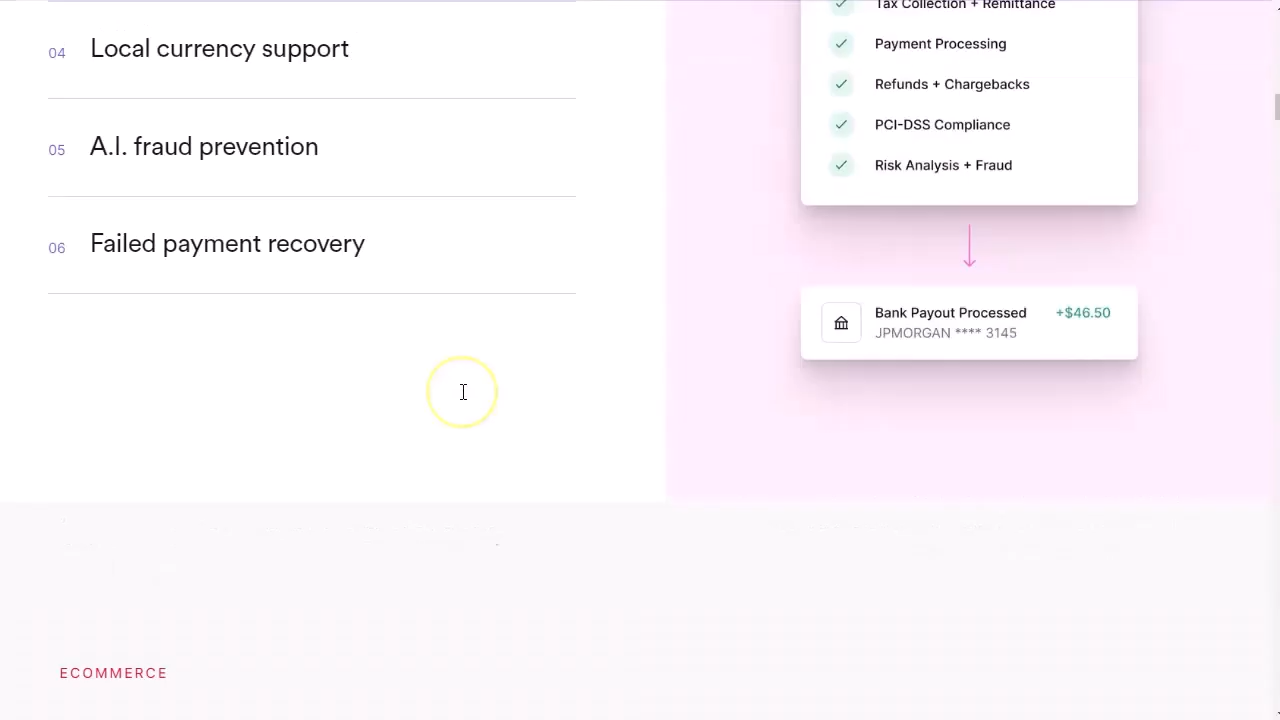 04 Local currency support
05 A.I. fraud prevention
06 Failed payment recovery
Tax Collection + Remittance
Payment Processing
Refunds + Chargebacks
PCI-DSS Compliance
Risk Analysis + Fraud
Bank Payout Processed +$46.50
JPMORGAN **** 3145
ECOMMERCE